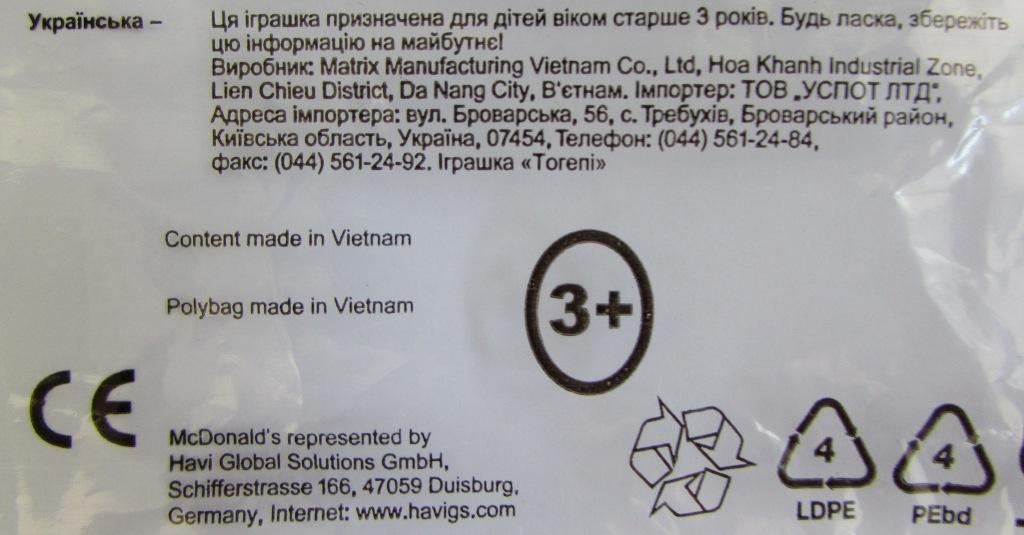 Українська – Ця іграшка призначена для дітей віком старше 3 років. Будь ласка, збережіть
цю інформацію на майбутнє!
Виробник: Matrix Manufacturing Vietnam Co., Ltd, Hoa Khanh Industrial Zone,
Lien Chieu District, Da Nang City, В'єтнам. Імпортер: ТОВ „УСПОТ ЛТД",
Адреса імпортера: вул. Броварська, 56, с. Требухів, Броварський район,
Київська область, Україна, 07454, Телефон: (044) 561-24-84,
факс: (044) 561-24-92. Іграшка «Тогепі»
Content made in Vietnam
Polybag made in Vietnam
3+
CE
McDonald's represented by
Havi Global Solutions GmbH,
Schifferstrasse 166, 47059 Duisburg,
Germany, Internet: www.havigs.com
4
LDPE
4
PEbd